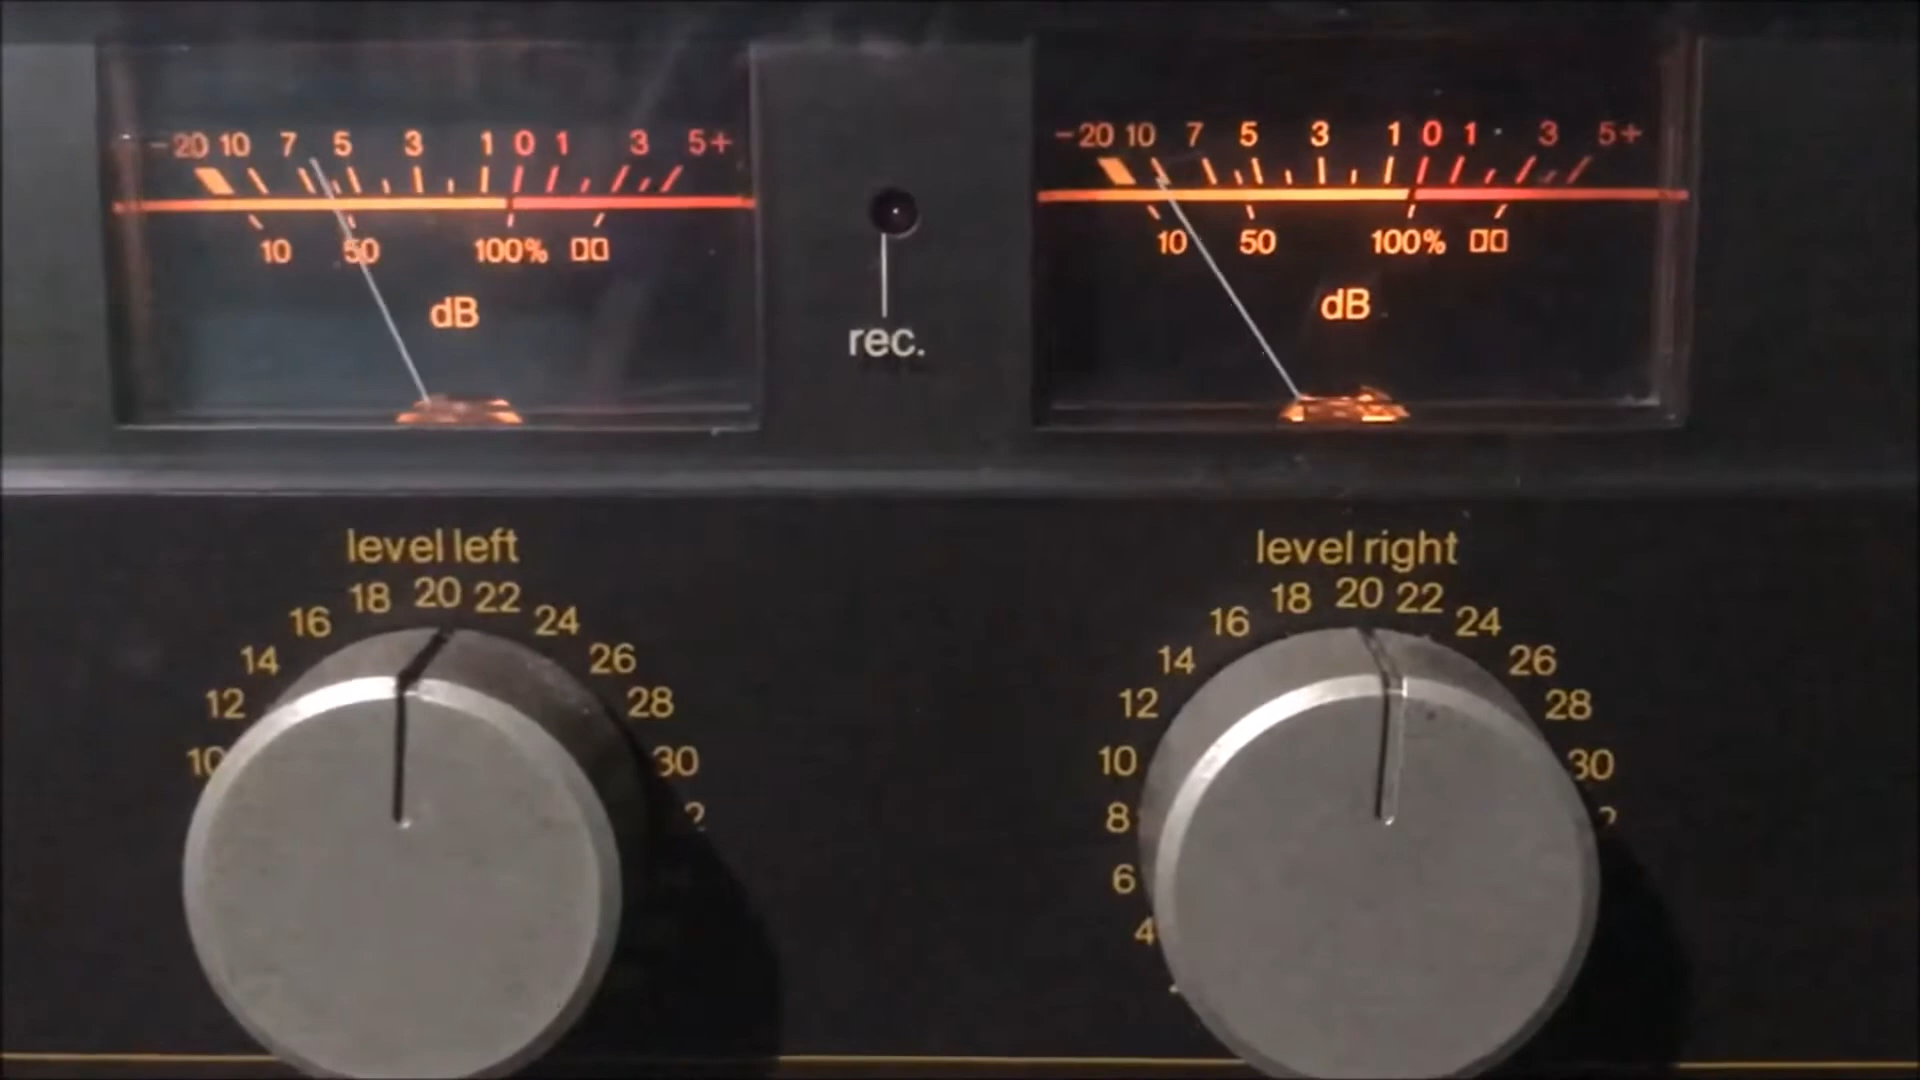 -20 10 7 5 3 1 0 1 3 5+
10 50 100%
dB
rec.
-20 10 7 5 3 1 0 1 3 5+
10 50 100%
dB
level left
10 12 14 16 18 20 22 24 26 28 30
level right
4 6 8 10 12 14 16 18 20 22 24 26 28 30